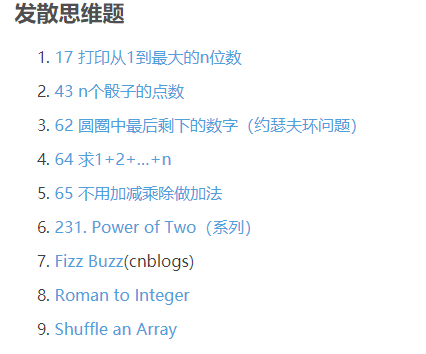 发散思维题
1. 17 打印从1到最大的n位数
2. 43 n个骰子的点数
3. 62 圆圈中最后剩下的数字（约瑟夫环问题）
4. 64 求1+2+...+n
5. 65 不用加减乘除做加法
6. 231. Power of Two（系列）
7. Fizz Buzz(cnblogs)
8. Roman to Integer
9. Shuffle an Array